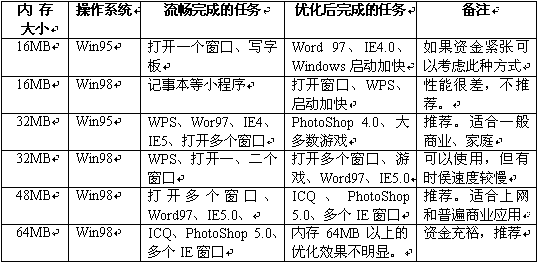 内 存 大小 操作系统 流畅完成的任务 优化后完成的任务 备注
16MB Win95 打开一个窗口、写字板 Word 97、IE4.0、Windows 启动加快 如果资金紧张可以考虑此种方式
16MB Win98 记事本等小程序 打开窗口、WPS、启动加快 性能很差，不推荐。
32MB Win95 WPS、Wor97、IE4、IE5、打开多个窗口 PhotoShop 4.0、大多数游戏 推荐。适合一般商业、家庭
32MB Win98 WPS、打开一、二个窗口 打开多个窗口、游戏、Word97、IE5.0 可以使用，但有时侯速度较慢
48MB Win98 打开多个窗口、Word97、IE5.0、 ICQ、PhotoShop 5.0、多个 IE 窗口 推荐。适合上网和普遍商业应用
64MB Win98 ICQ、PhotoShop 5.0、多个 IE 窗口 内存 64MB 以上的优化效果不明显。 资金充裕，推荐